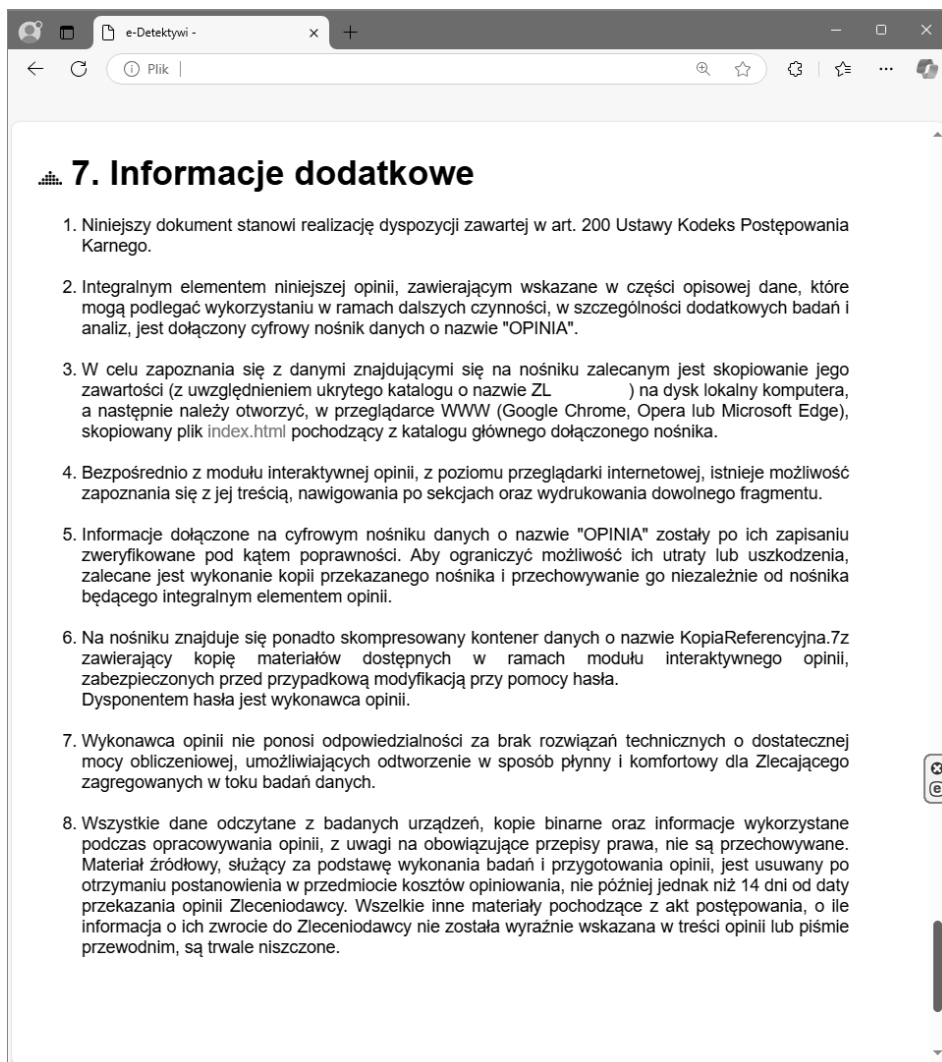 e-Detektywi -
Plik
7. Informacje dodatkowe
1. Niniejszy dokument stanowi realizację dyspozycji zawartej w art. 200 Ustawy Kodeks Postępowania
Karnego.
2. Integralnym elementem niniejszej opinii, zawierającym wskazane w części opisowej dane, które
mogą podlegać wykorzystaniu w ramach dalszych czynności, w szczególności dodatkowych badań i
analiz, jest dołączony cyfrowy nośnik danych o nazwie "OPINIA".
3. W celu zapoznania się z danymi znajdującymi się na nośniku zalecanym jest skopiowanie jego
zawartości (z uwzględnieniem ukrytego katalogu o nazwie ZL ) na dysk lokalny komputera,
a następnie należy otworzyć, w przeglądarce WWW (Google Chrome, Opera lub Microsoft Edge),
skopiowany plik index.html pochodzący z katalogu głównego dołączonego nośnika.
4. Bezpośrednio z modułu interaktywnej opinii, z poziomu przeglądarki internetowej, istnieje możliwość
zapoznania się z jej treścią, nawigowania po sekcjach oraz wydrukowania dowolnego fragmentu.
5. Informacje dołączone na cyfrowym nośniku danych o nazwie "OPINIA" zostały po ich zapisaniu
zweryfikowane pod kątem poprawności. Aby ograniczyć możliwość ich utraty lub uszkodzenia,
zalecane jest wykonanie kopii przekazanego nośnika i przechowywanie go niezależnie od nośnika
będącego integralnym elementem opinii.
6. Na nośniku znajduje się ponadto skompresowany kontener danych o nazwie KopiaReferencyjna.7z
zawierający kopię materiałów dostępnych w ramach modułu interaktywnego opinii,
zabezpieczonych przed przypadkową modyfikacją przy pomocy hasła.
Dysponentem hasła jest wykonawca opinii.
7. Wykonawca opinii nie ponosi odpowiedzialności za brak rozwiązań technicznych o dostatecznej
mocy obliczeniowej, umożliwiających odtworzenie w sposób płynny i komfortowy dla Zlecającego
zagregowanych w toku badań danych.
8. Wszystkie dane odczytane z badanych urządzeń, kopie binarne oraz informacje wykorzystane
podczas opracowywania opinii, z uwagi na obowiązujące przepisy prawa, nie są przechowywane.
Materiał źródłowy, służący za podstawę wykonania badań i przygotowania opinii, jest usuwany po
otrzymaniu postanowienia w przedmiocie kosztów opiniowania, nie później jednak niż 14 dni od daty
przekazania opinii Zleceniodawcy. Wszelkie inne materiały pochodzące z akt postępowania, o ile
informacja o ich zwrocie do Zleceniodawcy nie została wyraźnie wskazana w treści opinii lub piśmie
przewodnim, są trwale niszczone.